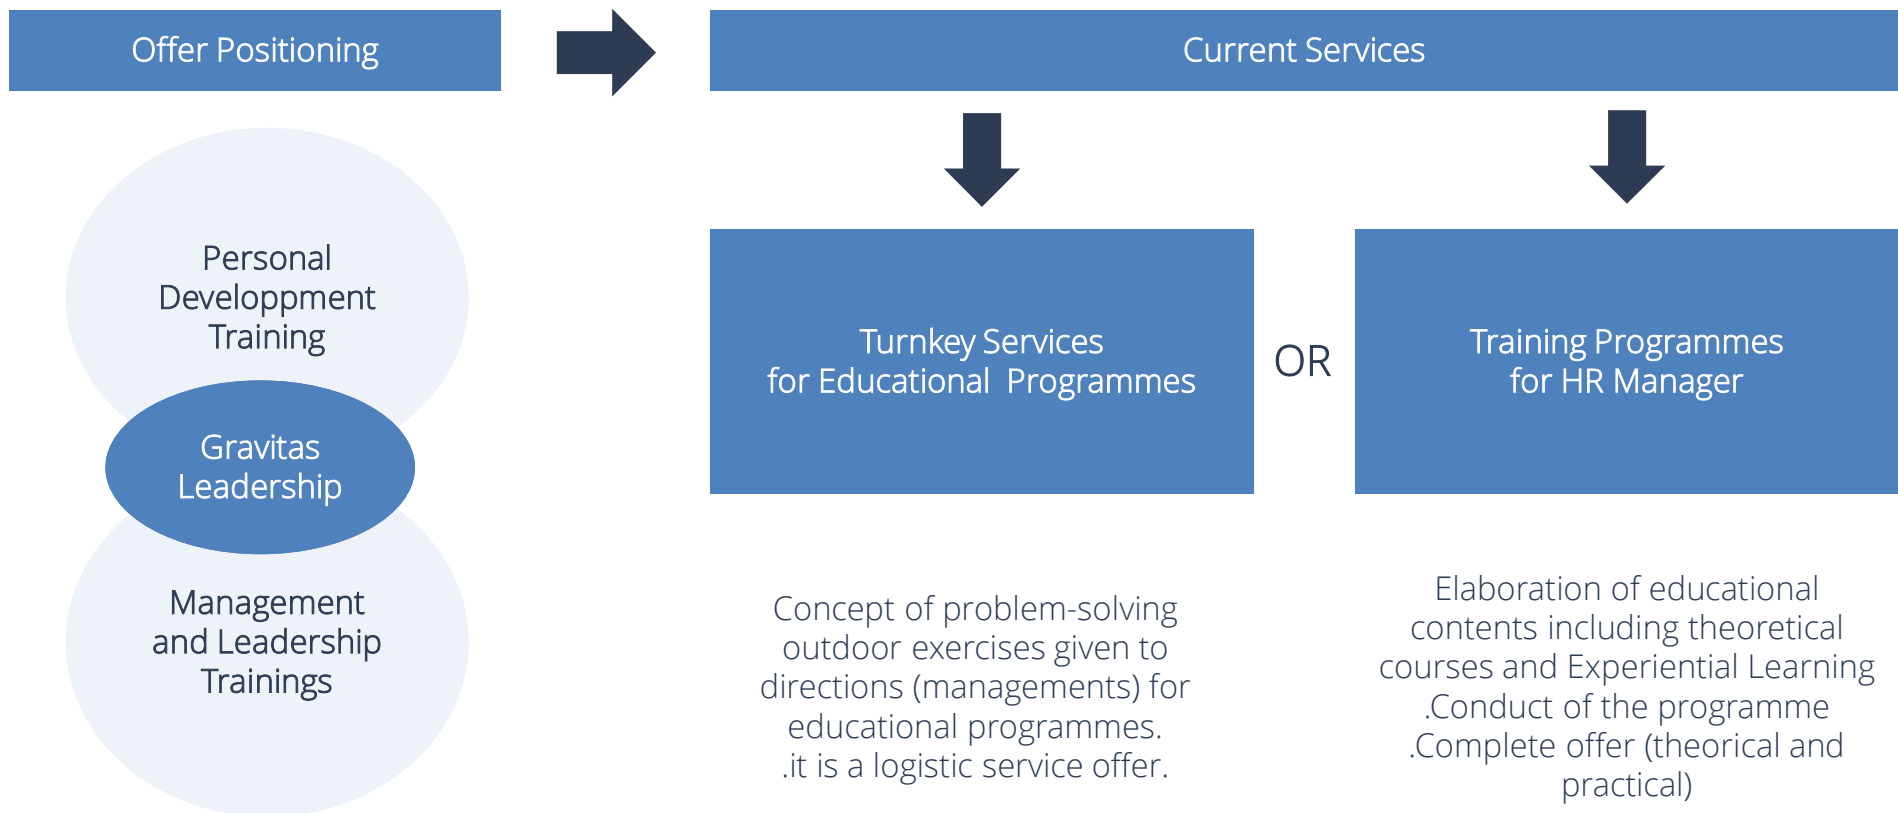 Offer Positioning
Current Services
Personal
Developpment
Training
Gravitas
Leadership
Management
and Leadership
Trainings
Turnkey Services
for Educational  Programmes
OR
Training Programmes
for HR Manager
Concept of problem-solving
outdoor exercises given to
directions (managements) for
educational programmes.
.it is a logistic service offer.
Elaboration of educational
contents including theoretical
courses and Experiential Learning
.Conduct of the programme
.Complete offer (theorical and
practical)